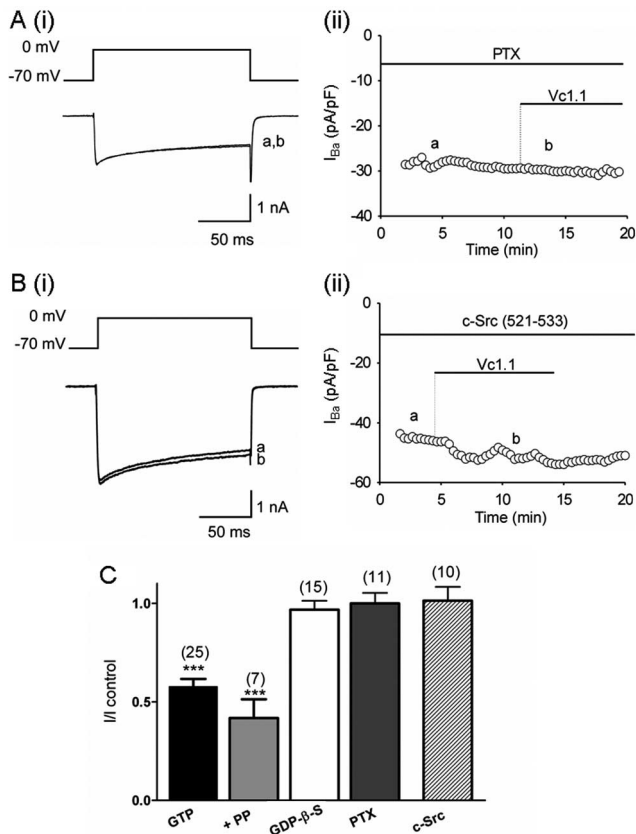 A (i)
0 mV
-70 mV
a,b
1 nA
50 ms
(ii)
0
-10
-20
-30
-40
I_Ba (pA/pF)
PTX
Vc1.1
a
b
0 5 10 15 20
Time (min)
B (i)
0 mV
-70 mV
a
b
1 nA
50 ms
(ii)
0
-20
-40
-60
I_Ba (pA/pF)
c-Src (521-533)
Vc1.1
a
b
0 5 10 15 20
Time (min)
C
I/I control
1.0
0.5
0.0
(25)
***
(7)
***
(15)
(11)
(10)
GTP
+ PP
GDP-β-S
PTX
c-Src